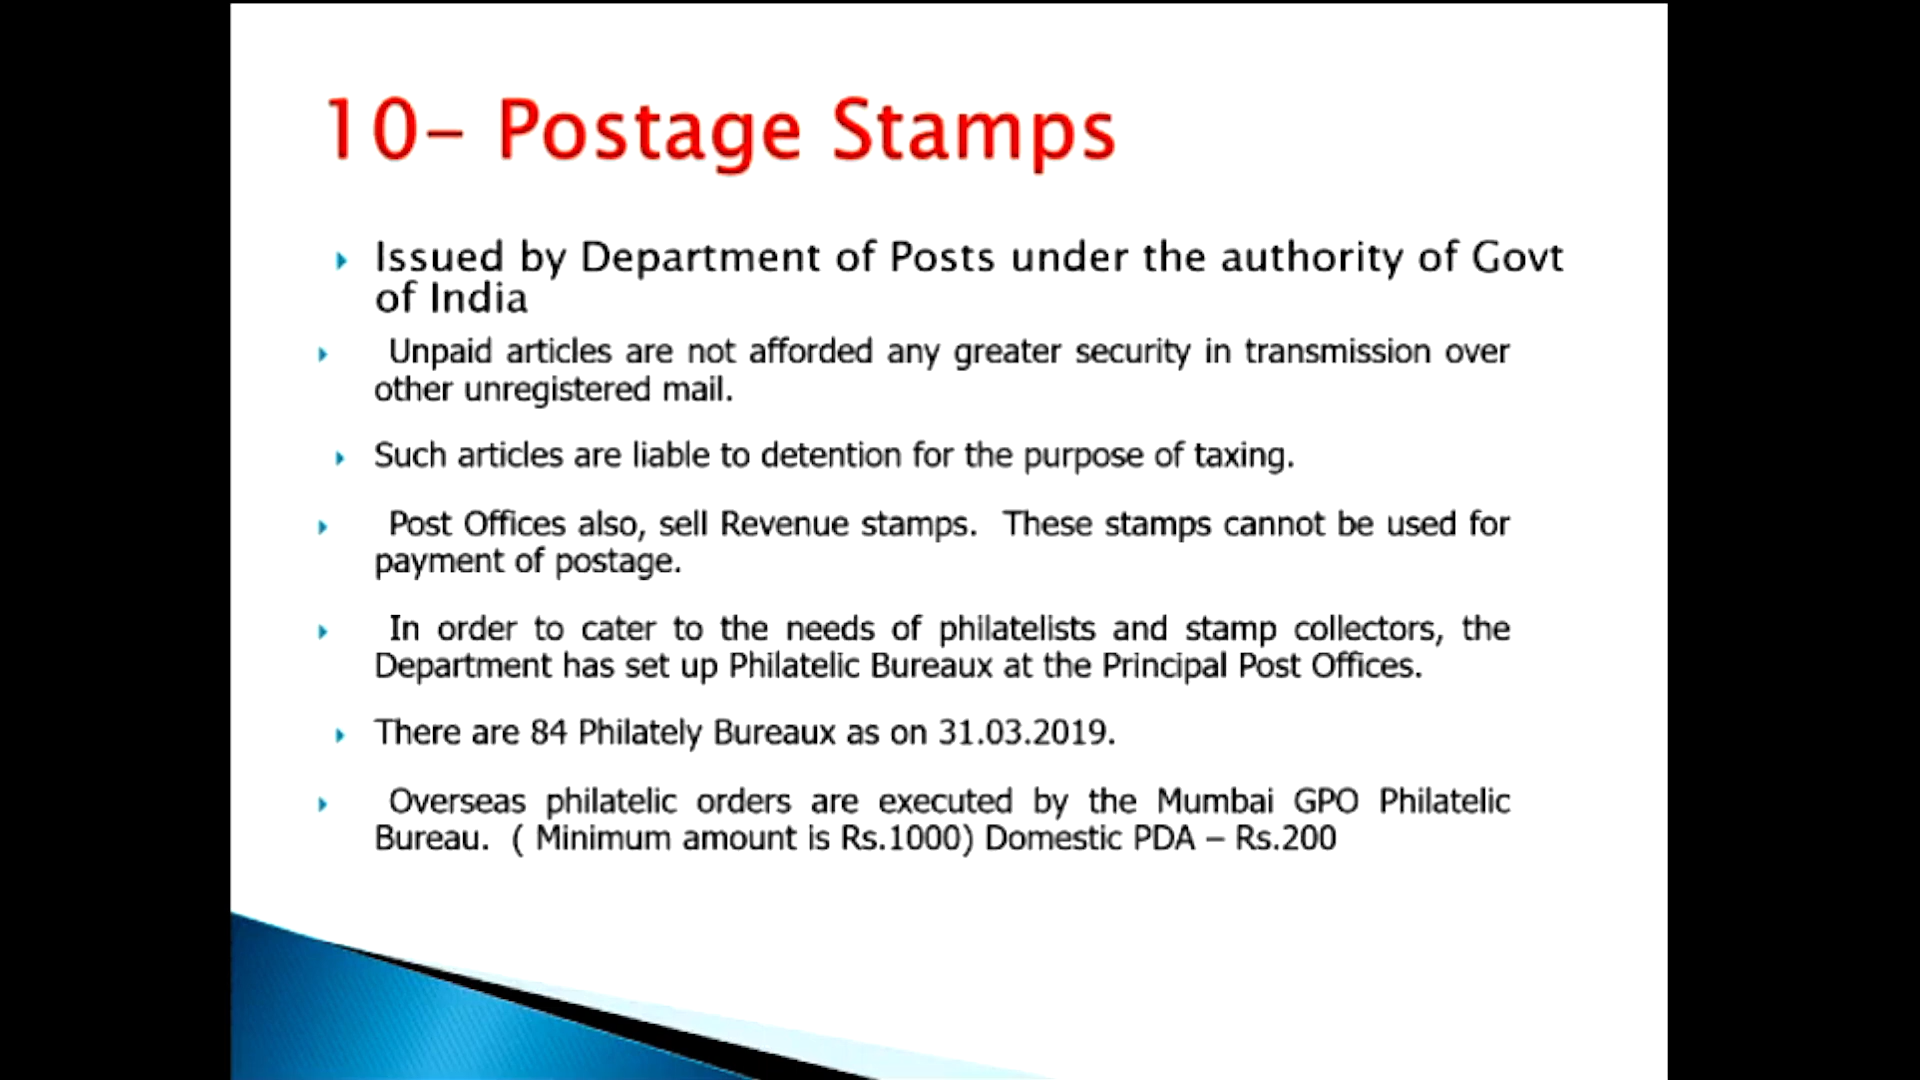 10- Postage Stamps
Issued by Department of Posts under the authority of Govt
of India
Unpaid articles are not afforded any greater security in transmission over
other unregistered mail.
Such articles are liable to detention for the purpose of taxing.
Post Offices also, sell Revenue stamps. These stamps cannot be used for
payment of postage.
In order to cater to the needs of philatelists and stamp collectors, the
Department has set up Philatelic Bureaux at the Principal Post Offices.
There are 84 Philately Bureaux as on 31.03.2019.
Overseas philatelic orders are executed by the Mumbai GPO Philatelic
Bureau. ( Minimum amount is Rs.1000) Domestic PDA – Rs.200